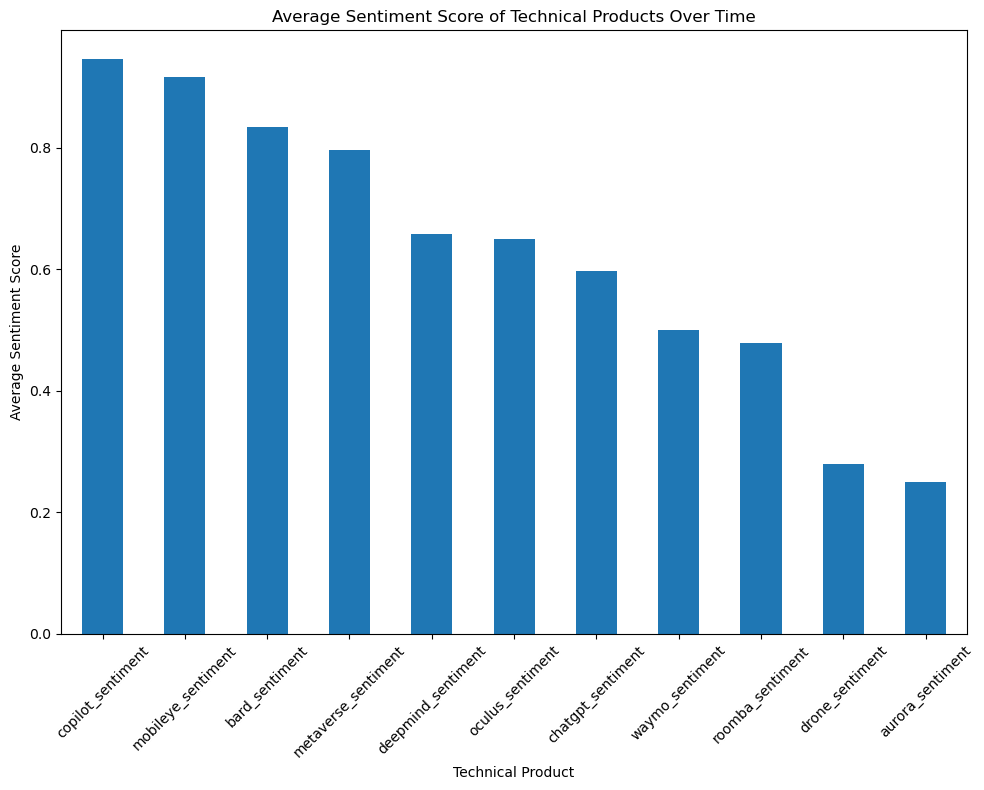 Average Sentiment Score of Technical Products Over Time
Average Sentiment Score
0.8
0.6
0.4
0.2
0.0
copilot_sentiment
mobileye_sentiment
bard_sentiment
metaverse_sentiment
deepmind_sentiment
oculus_sentiment
chatgpt_sentiment
waymo_sentiment
roomba_sentiment
drone_sentiment
aurora_sentiment
Technical Product